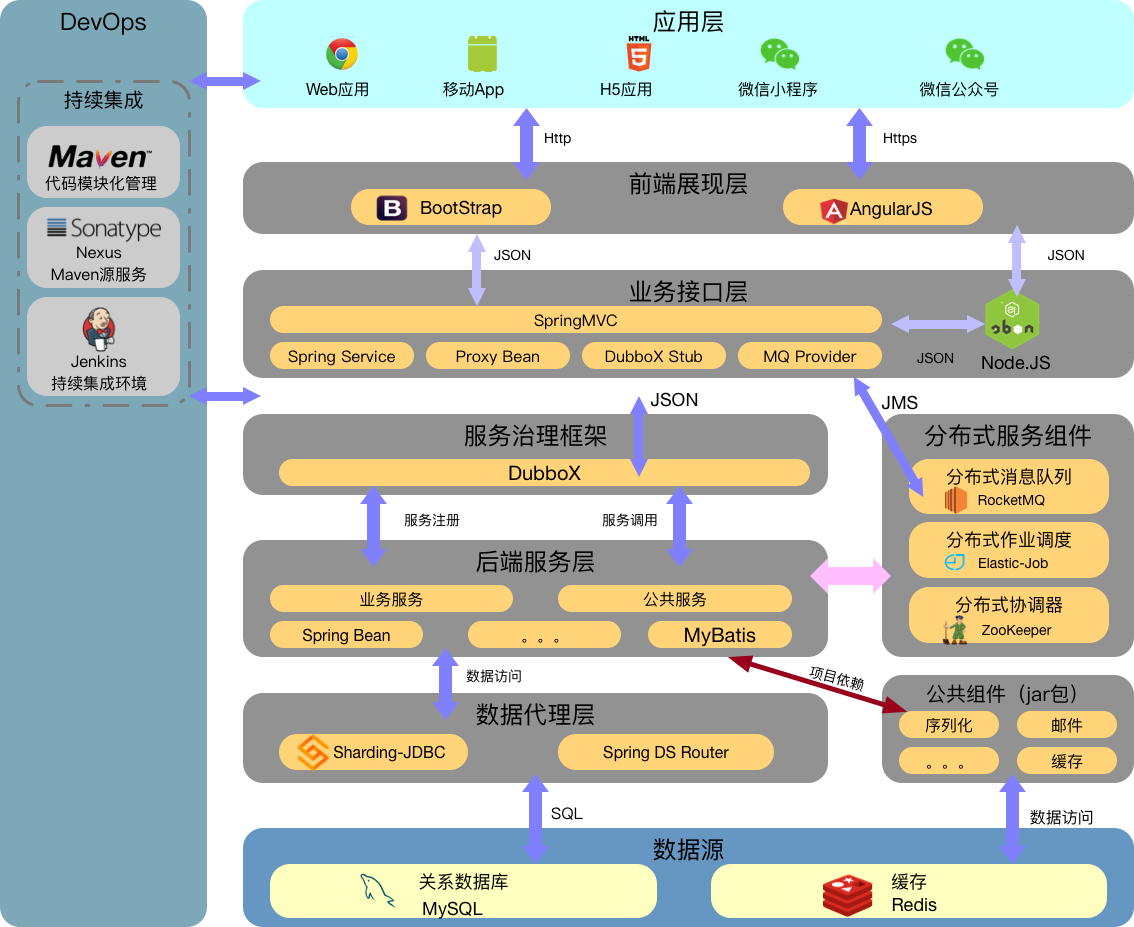 DevOps
持续集成
Maven™
代码模块化管理
Sonatype
Nexus
Maven源服务
Jenkins
持续集成环境
应用层
HTML
5
Web应用
移动App
H5应用
微信小程序
微信公众号
Http
Https
前端展现层
B
BootStrap
A
AngularJS
JSON
JSON
业务接口层
SpringMVC
Spring Service
Proxy Bean
DubboX Stub
MQ Provider
JSON
Node.JS
JSON
JMS
服务治理框架
DubboX
服务注册
服务调用
分布式服务组件
分布式消息队列
RocketMQ
分布式作业调度
Elastic-Job
分布式协调器
ZooKeeper
后端服务层
业务服务
公共服务
Spring Bean
。。。
MyBatis
数据访问
项目依赖
数据代理层
Sharding-JDBC
Spring DS Router
公共组件（jar包）
序列化
邮件
。。。
缓存
SQL
数据访问
数据源
关系数据库
MySQL
缓存
Redis